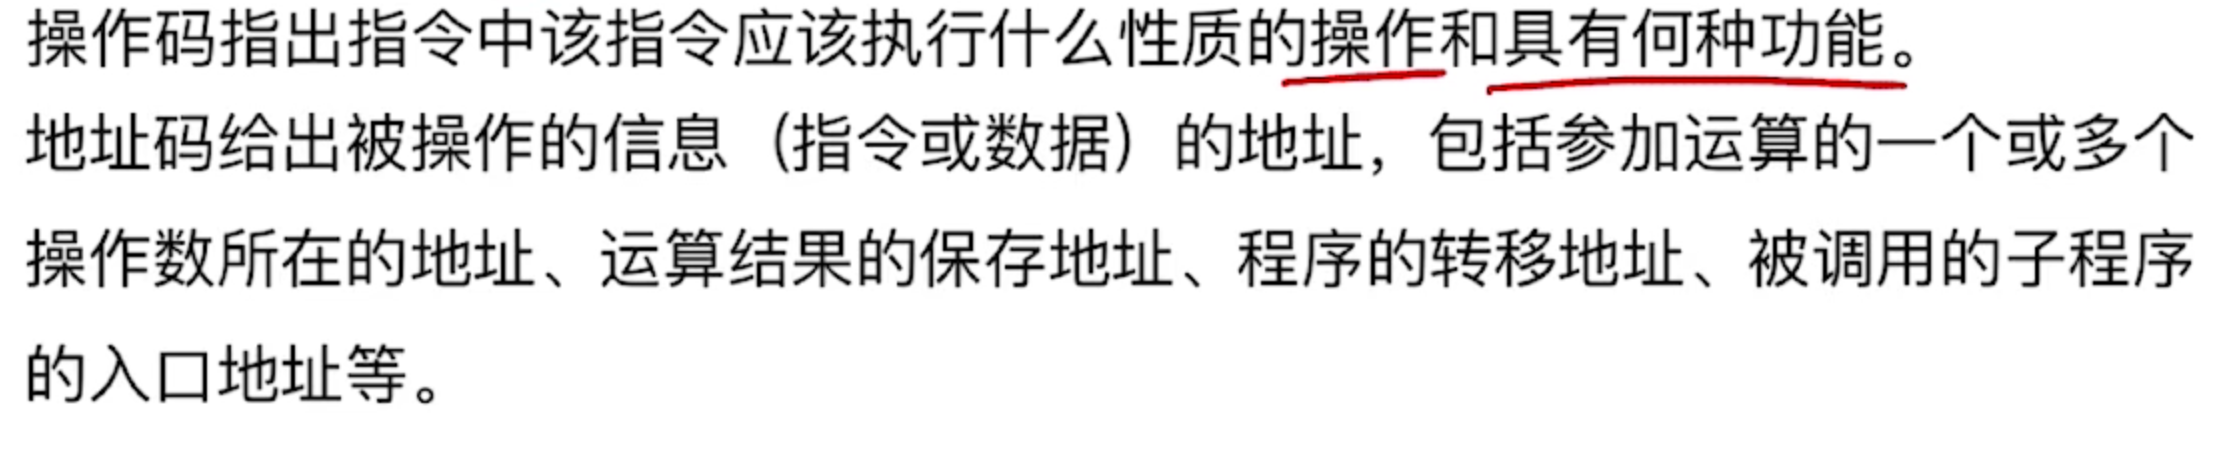 操作码指出指令中该指令应该执行什么性质的操作和具有何种功能。
地址码给出被操作的信息（指令或数据）的地址，包括参加运算的一个或多个
操作数所在的地址、运算结果的保存地址、程序的转移地址、被调用的子程序
的入口地址等。